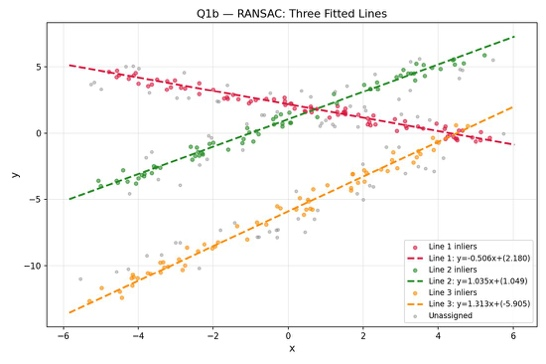 Q1b — RANSAC: Three Fitted Lines
y
5
0
−5
−10
−6
−4
−2
0
2
4
6
x
Line 1 inliers
Line 1: y=-0.506x+(2.180)
Line 2 inliers
Line 2: y=1.035x+(1.049)
Line 3 inliers
Line 3: y=1.313x+(-5.905)
Unassigned